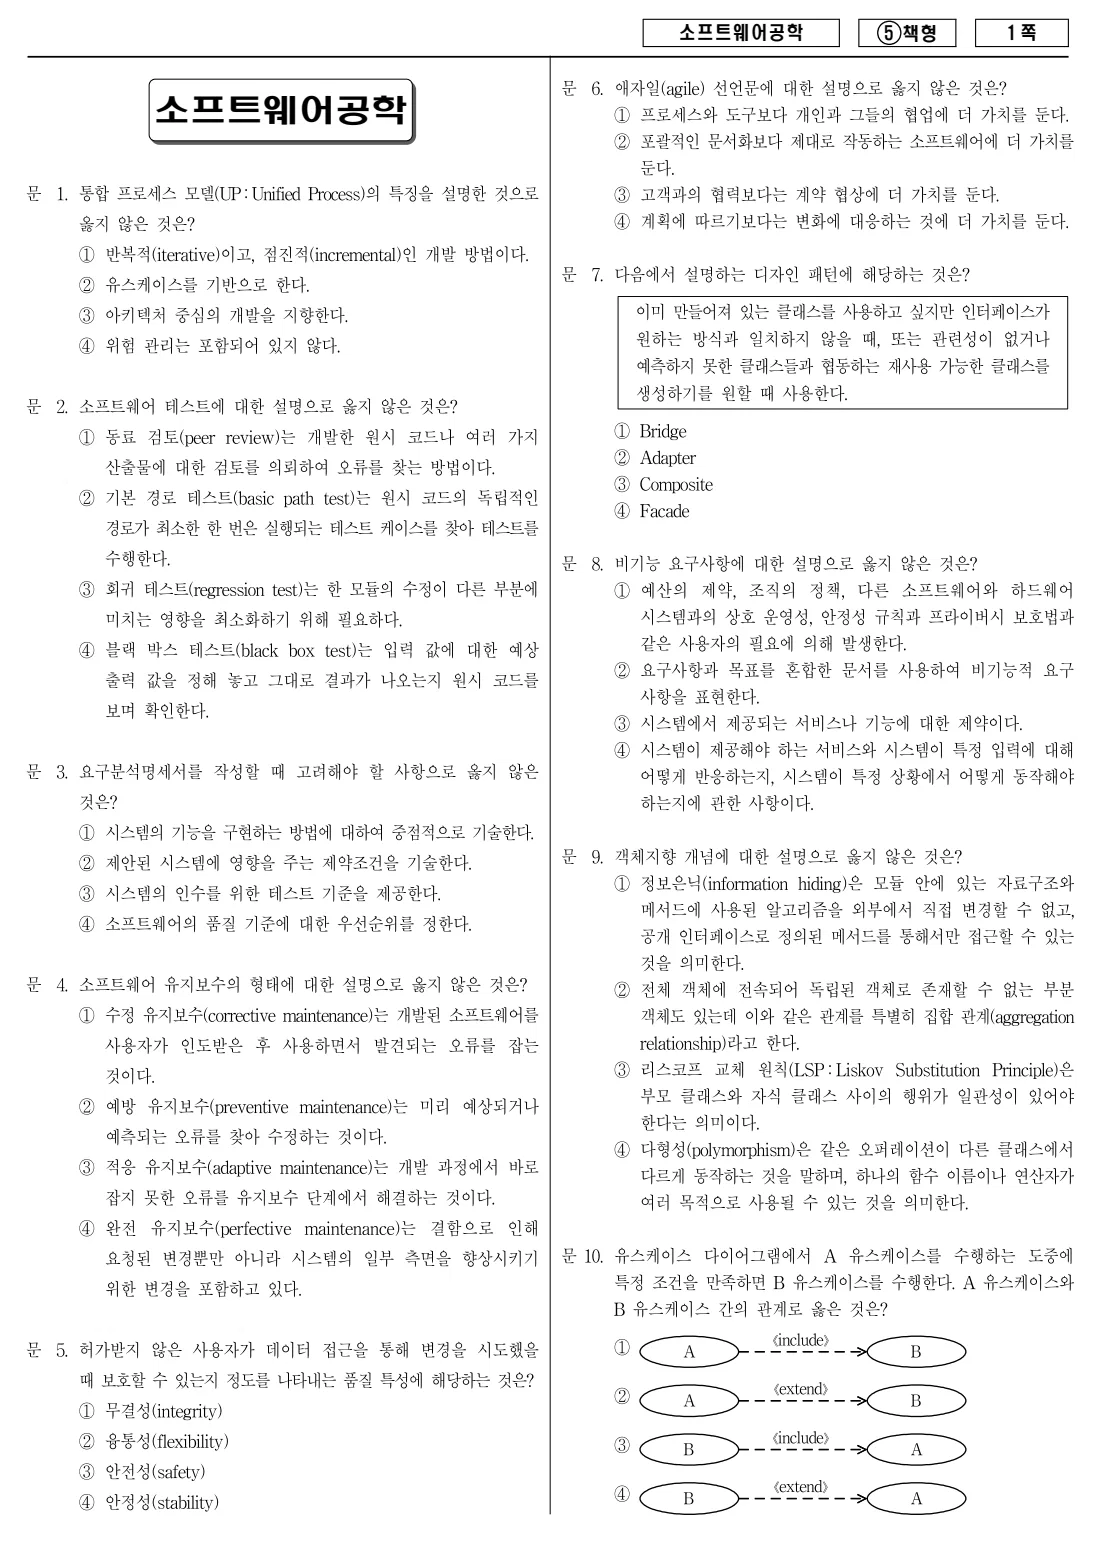 소프트웨어공학 ⑤책형 1쪽
소프트웨어공학
문 1. 통합 프로세스 모델(UP : Unified Process)의 특징을 설명한 것으로
옳지 않은 것은?
① 반복적(iterative)이고, 점진적(incremental)인 개발 방법이다.
② 유스케이스를 기반으로 한다.
③ 아키텍처 중심의 개발을 지향한다.
④ 위험 관리는 포함되어 있지 않다.
문 2. 소프트웨어 테스트에 대한 설명으로 옳지 않은 것은?
① 동료 검토(peer review)는 개발한 원시 코드나 여러 가지
산출물에 대한 검토를 의뢰하여 오류를 찾는 방법이다.
② 기본 경로 테스트(basic path test)는 원시 코드의 독립적인
경로가 최소한 한 번은 실행되는 테스트 케이스를 찾아 테스트를
수행한다.
③ 회귀 테스트(regression test)는 한 모듈의 수정이 다른 부분에
미치는 영향을 최소화하기 위해 필요하다.
④ 블랙 박스 테스트(black box test)는 입력 값에 대한 예상
출력 값을 정해 놓고 그대로 결과가 나오는지 원시 코드를
보며 확인한다.
문 3. 요구분석명세서를 작성할 때 고려해야 할 사항으로 옳지 않은
것은?
① 시스템의 기능을 구현하는 방법에 대하여 중점적으로 기술한다.
② 제안된 시스템에 영향을 주는 제약조건을 기술한다.
③ 시스템의 인수를 위한 테스트 기준을 제공한다.
④ 소프트웨어의 품질 기준에 대한 우선순위를 정한다.
문 4. 소프트웨어 유지보수의 형태에 대한 설명으로 옳지 않은 것은?
① 수정 유지보수(corrective maintenance)는 개발된 소프트웨어를
사용자가 인도받은 후 사용하면서 발견되는 오류를 잡는
것이다.
② 예방 유지보수(preventive maintenance)는 미리 예상되거나
예측되는 오류를 찾아 수정하는 것이다.
③ 적응 유지보수(adaptive maintenance)는 개발 과정에서 바로
잡지 못한 오류를 유지보수 단계에서 해결하는 것이다.
④ 완전 유지보수(perfective maintenance)는 결함으로 인해
요청된 변경뿐만 아니라 시스템의 일부 측면을 향상시키기
위한 변경을 포함하고 있다.
문 5. 허가받지 않은 사용자가 데이터 접근을 통해 변경을 시도했을
때 보호할 수 있는지 정도를 나타내는 품질 특성에 해당하는 것은?
① 무결성(integrity)
② 융통성(flexibility)
③ 안전성(safety)
④ 안정성(stability)
문 6. 애자일(agile) 선언문에 대한 설명으로 옳지 않은 것은?
① 프로세스와 도구보다 개인과 그들의 협업에 더 가치를 둔다.
② 포괄적인 문서화보다 제대로 작동하는 소프트웨어에 더 가치를
둔다.
③ 고객과의 협력보다는 계약 협상에 더 가치를 둔다.
④ 계획에 따르기보다는 변화에 대응하는 것에 더 가치를 둔다.
문 7. 다음에서 설명하는 디자인 패턴에 해당하는 것은?
이미 만들어져 있는 클래스를 사용하고 싶지만 인터페이스가
원하는 방식과 일치하지 않을 때, 또는 관련성이 없거나
예측하지 못한 클래스들과 협동하는 재사용 가능한 클래스를
생성하기를 원할 때 사용한다.
① Bridge
② Adapter
③ Composite
④ Facade
문 8. 비기능 요구사항에 대한 설명으로 옳지 않은 것은?
① 예산의 제약, 조직의 정책, 다른 소프트웨어와 하드웨어
시스템과의 상호 운영성, 안정성 규칙과 프라이버시 보호법과
같은 사용자의 필요에 의해 발생한다.
② 요구사항과 목표를 혼합한 문서를 사용하여 비기능적 요구
사항을 표현한다.
③ 시스템에서 제공되는 서비스나 기능에 대한 제약이다.
④ 시스템이 제공해야 하는 서비스와 시스템이 특정 입력에 대해
어떻게 반응하는지, 시스템이 특정 상황에서 어떻게 동작해야
하는지에 관한 사항이다.
문 9. 객체지향 개념에 대한 설명으로 옳지 않은 것은?
① 정보은닉(information hiding)은 모듈 안에 있는 자료구조와
메서드에 사용된 알고리즘을 외부에서 직접 변경할 수 없고,
공개 인터페이스로 정의된 메서드를 통해서만 접근할 수 있는
것을 의미한다.
② 전체 객체에 전속되어 독립된 객체로 존재할 수 없는 부분
객체도 있는데 이와 같은 관계를 특별히 집합 관계(aggregation
relationship)라고 한다.
③ 리스코프 교체 원칙(LSP : Liskov Substitution Principle)은
부모 클래스와 자식 클래스 사이의 행위가 일관성이 있어야
한다는 의미이다.
④ 다형성(polymorphism)은 같은 오퍼레이션이 다른 클래스에서
다르게 동작하는 것을 말하며, 하나의 함수 이름이나 연산자가
여러 목적으로 사용될 수 있는 것을 의미한다.
문 10. 유스케이스 다이어그램에서 A 유스케이스를 수행하는 도중에
특정 조건을 만족하면 B 유스케이스를 수행한다. A 유스케이스와
B 유스케이스 간의 관계로 옳은 것은?
① A 《include》 B
② A 《extend》 B
③ B 《include》 A
④ B 《extend》 A